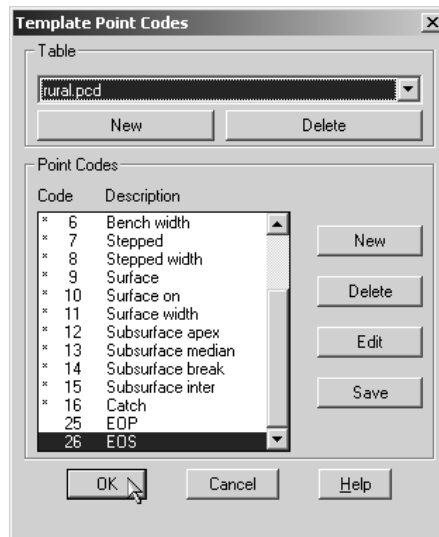 Template Point Codes
Table
rural.pcd
New Delete
Point Codes
Code Description
* 6 Bench width
* 7 Stepped
* 8 Stepped width
* 9 Surface
* 10 Surface on
* 11 Surface width
* 12 Subsurface apex
* 13 Subsurface median
* 14 Subsurface break
* 15 Subsurface inter
* 16 Catch
25 EOP
26 EOS
New
Delete
Edit
Save
OK Cancel Help